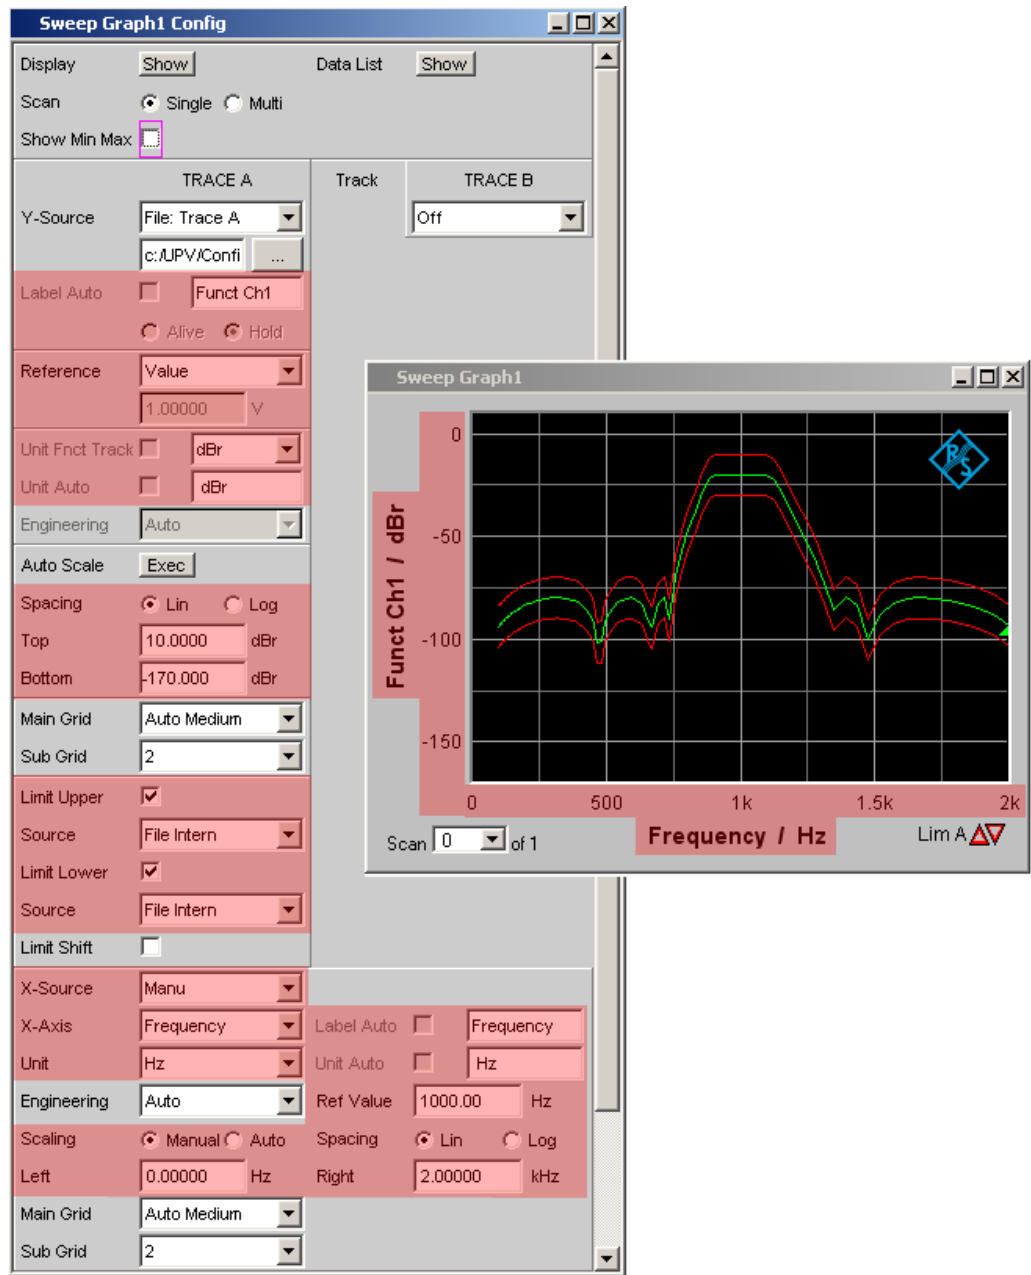 Sweep Graph1 Config
Display Show Data List Show
Scan Single Multi
Show Min Max
TRACE A Track TRACE B
Y-Source File: Trace A Off
c:/UPV/Confi ...
Label Auto Funct Ch1
Alive Hold
Reference Value
1.00000 V
Unit Fnct Track dBr
Unit Auto dBr
Engineering Auto
Auto Scale Exec
Spacing Lin Log
Top 10.0000 dBr
Bottom -170.000 dBr
Main Grid Auto Medium
Sub Grid 2
Limit Upper
Source File Intern
Limit Lower
Source File Intern
Limit Shift
X-Source Manu
X-Axis Frequency Label Auto Frequency
Unit Hz Unit Auto Hz
Engineering Auto Ref Value 1000.00 Hz
Scaling Manual Auto Spacing Lin Log
Left 0.00000 Hz Right 2.00000 kHz
Main Grid Auto Medium
Sub Grid 2
Sweep Graph1
R S
Funct Ch1 / dBr
0
-50
-100
-150
0 500 1k 1.5k 2k
Frequency / Hz
Scan 0 of 1
Lim A